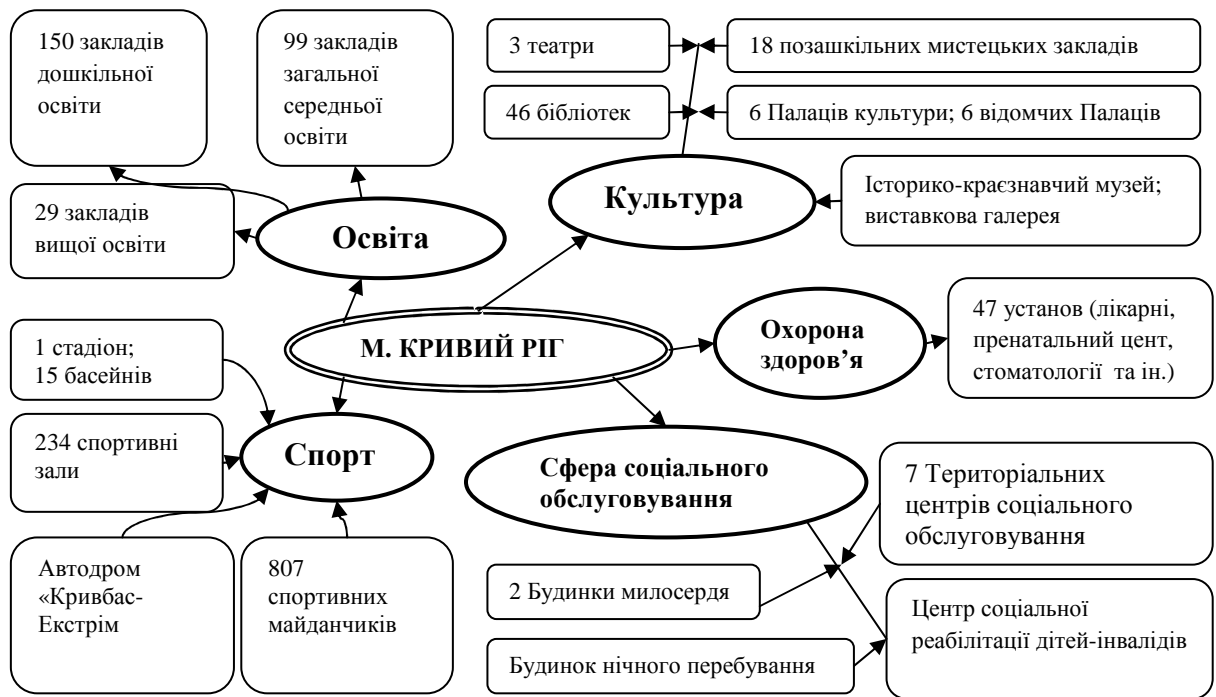 150 закладів
дошкільної
освіти
99 закладів
загальної
середньої
освіти
3 театри
18 позашкільних мистецьких закладів
46 бібліотек
6 Палаців культури; 6 відомчих Палаців
29 закладів
вищої освіти
Освіта
Культура
Історико-краєзнавчий музей;
виставкова галерея
1 стадіон;
15 басейнів
М. КРИВИЙ РІГ
Охорона
здоров’я
47 установ (лікарні,
пренатальний цент,
стоматології та ін.)
234 спортивні
зали
Спорт
Сфера соціального
обслуговування
7 Територіальних
центрів соціального
обслуговування
Автодром
«Кривбас-
Екстрім
807
спортивних
майданчиків
2 Будинки милосердя
Будинок нічного перебування
Центр соціальної
реабілітації дітей-інвалідів